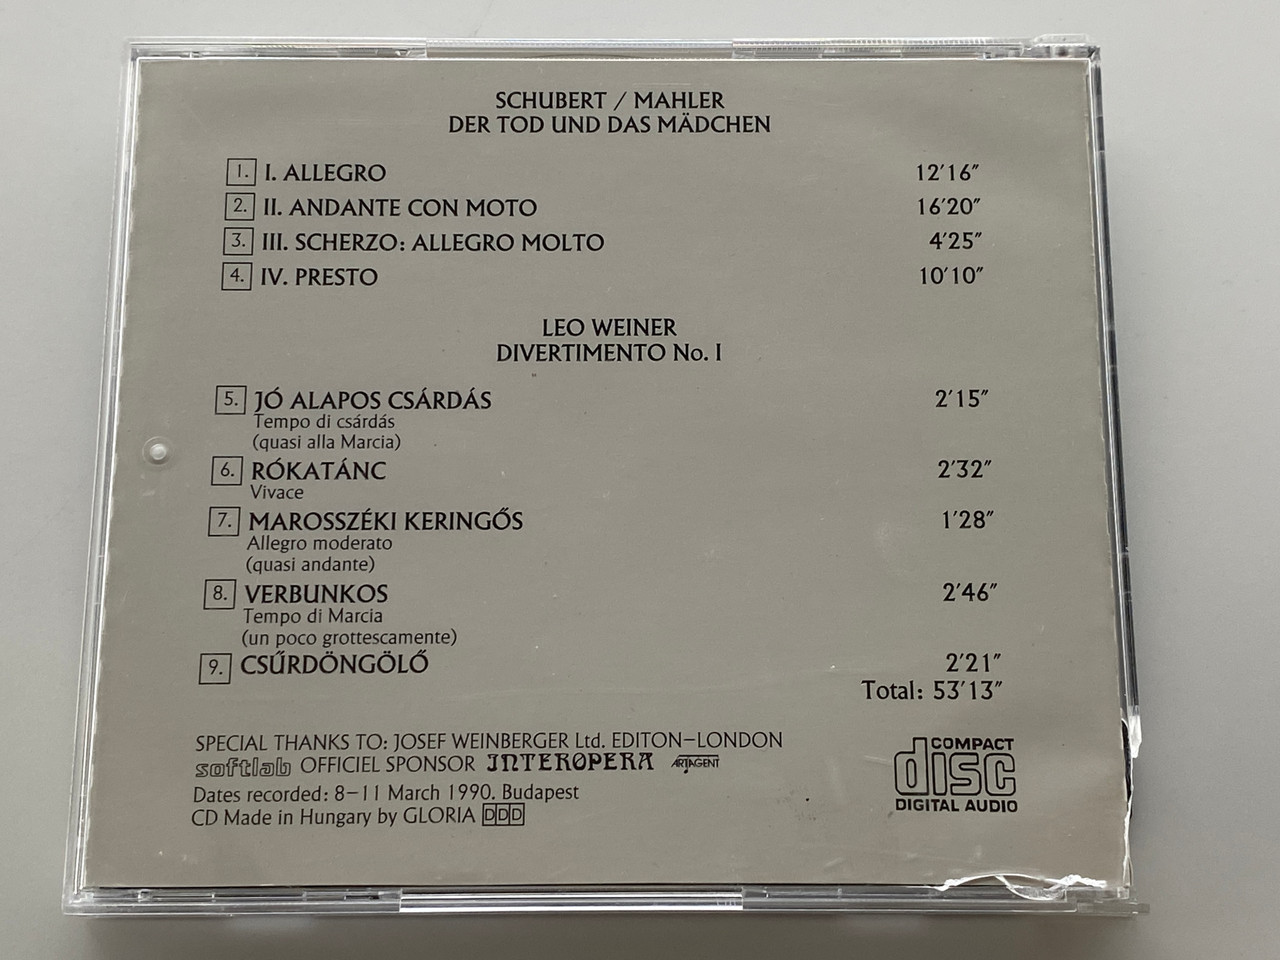 SCHUBERT / MAHLER
DER TOD UND DAS MÄDCHEN
1. I. ALLEGRO 12′16″
2. II. ANDANTE CON MOTO 16′20″
3. III. SCHERZO: ALLEGRO MOLTO 4′25″
4. IV. PRESTO 10′10″
LEO WEINER
DIVERTIMENTO No. I
5. JÓ ALAPOS CSÁRDÁS 2′15″
Tempo di csárdás
(quasi alla Marcia)
6. RÓKATÁNC 2′32″
Vivace
7. MAROSSZÉKI KERINGŐS 1′28″
Allegro moderato
(quasi andante)
8. VERBUNKOS 2′46″
Tempo di Marcia
(un poco grottescamente)
9. CSŰRDÖNGÖLŐ 2′21″
Total: 53′13″
SPECIAL THANKS TO: JOSEF WEINBERGER Ltd. EDITON–LONDON
softlab OFFICIEL SPONSOR INTEROPERA ARTAGENT
Dates recorded: 8–11 March 1990. Budapest
CD Made in Hungary by GLORIA DDD
COMPACT
disc
DIGITAL AUDIO